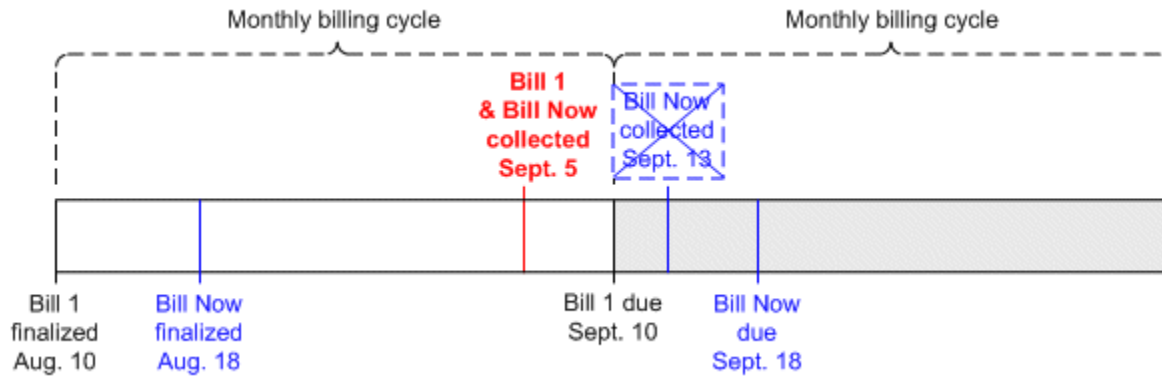 Monthly billing cycle
Monthly billing cycle
Bill 1
& Bill Now
collected
Sept. 5
Bill Now
collected
Sept. 13
Bill 1
finalized
Aug. 10
Bill Now
finalized
Aug. 18
Bill 1 due
Sept. 10
Bill Now
due
Sept. 18